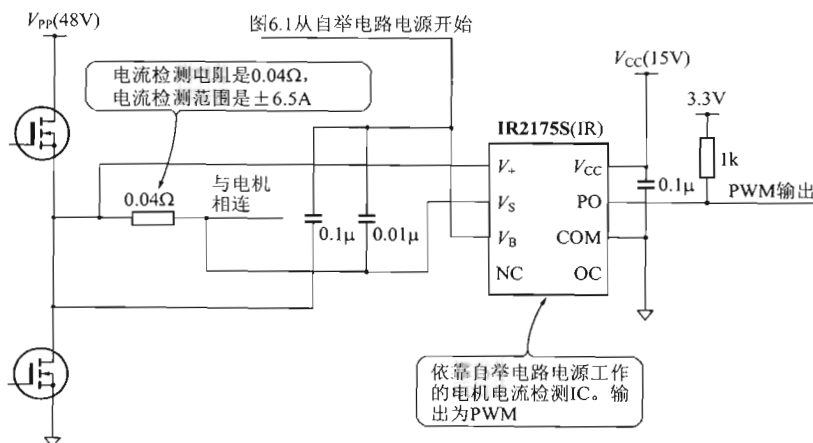 V_PP(48V)
图6.1从自举电路电源开始
电流检测电阻是0.04Ω,
电流检测范围是±6.5A
V_CC(15V)
3.3V
IR2175S(IR)
1k
V_+
V_CC
0.04Ω
与电机
相连
0.1μ
PWM输出
V_S
PO
0.1μ
0.01μ
V_B
COM
NC
OC
依靠自举电路电源工作
的电机电流检测IC。输
出为PWM